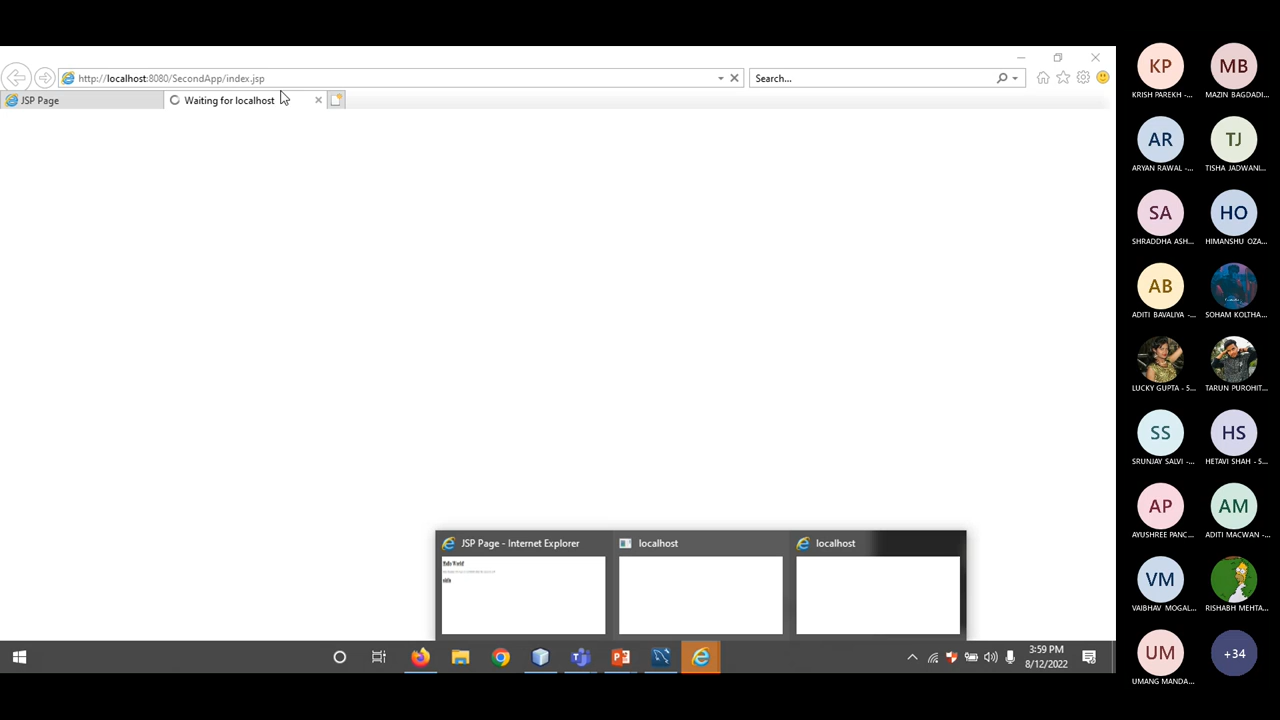 http://localhost:8080/SecondApp/index.jsp
Search...
JSP Page
Waiting for localhost
JSP Page - Internet Explorer
localhost
localhost
Hello World!
3:59 PM
8/12/2022
KP
KRISH PAREKH -...
MB
MAZIN BAGDADI...
AR
ARYAN RAWAL -...
TJ
TISHA JADWANI...
SA
SHRADDHA ASH...
HO
HIMANSHU OZA...
AB
ADITI BAVALIYA -...
SOHAM KOLTHA...
LUCKY GUPTA - 5...
TARUN PUROHIT...
SS
SRUNJAY SALVI -...
HS
HETAVI SHAH - 5...
AP
AYUSHREE PANC...
AM
ADITI MACWAN -...
VM
VAIBHAV MOGAL...
RISHABH MEHTA...
UM
UMANG MANDA...
+34